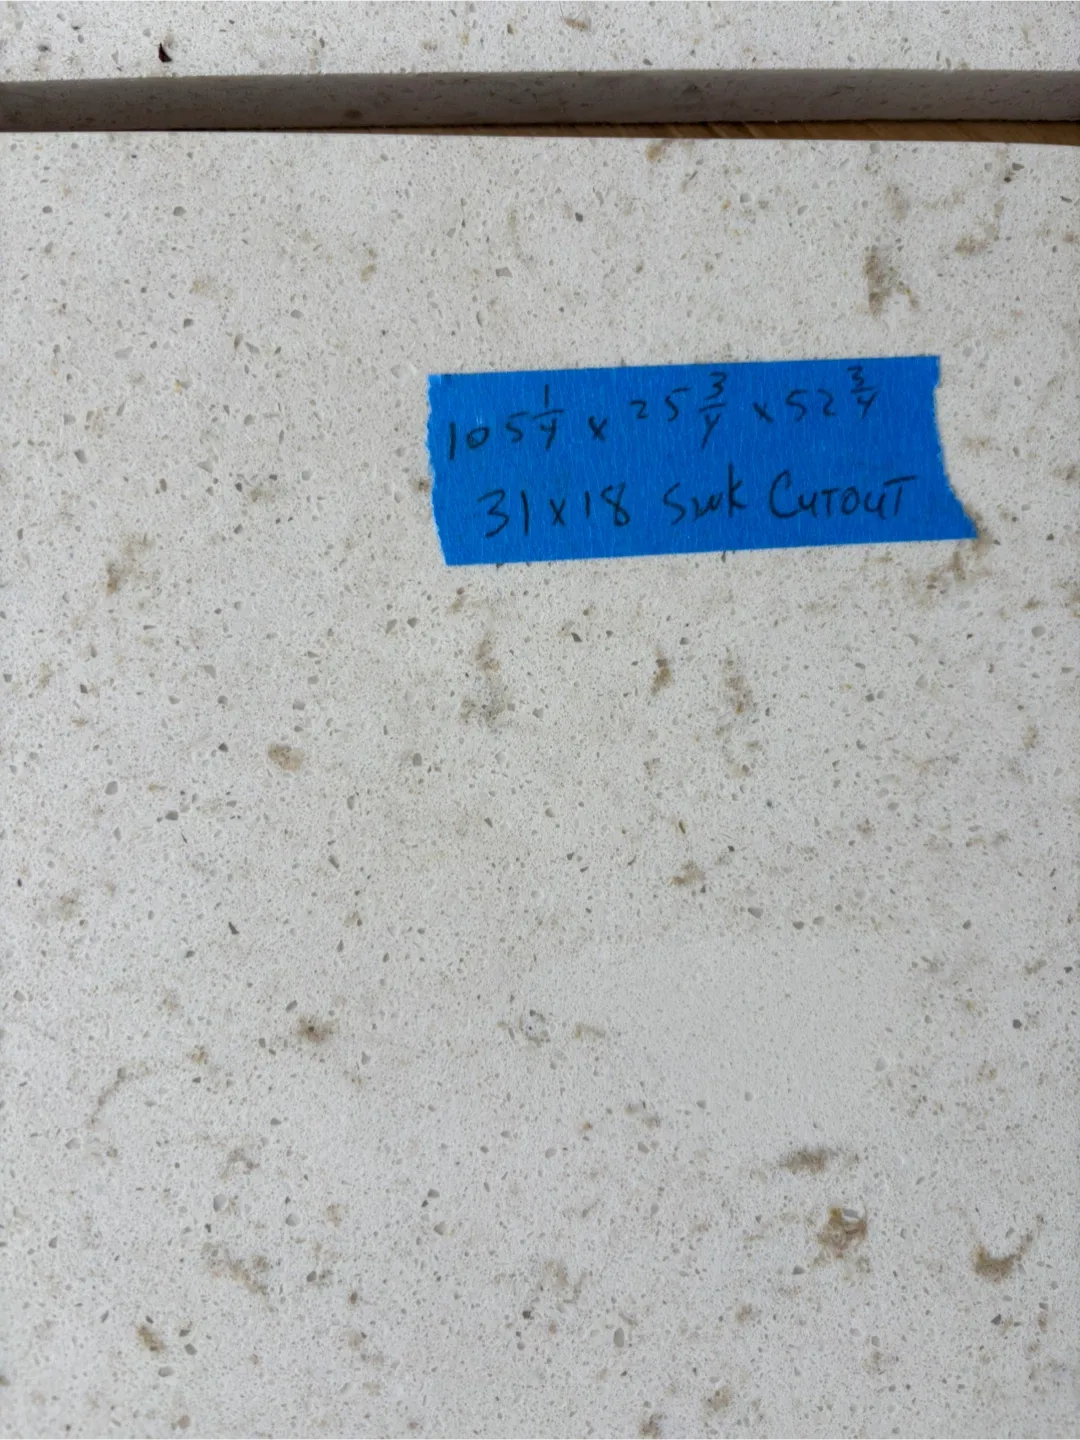 105 1/4 x 25 3/4 x 52 3/4
31 x 18 Sink Cutout